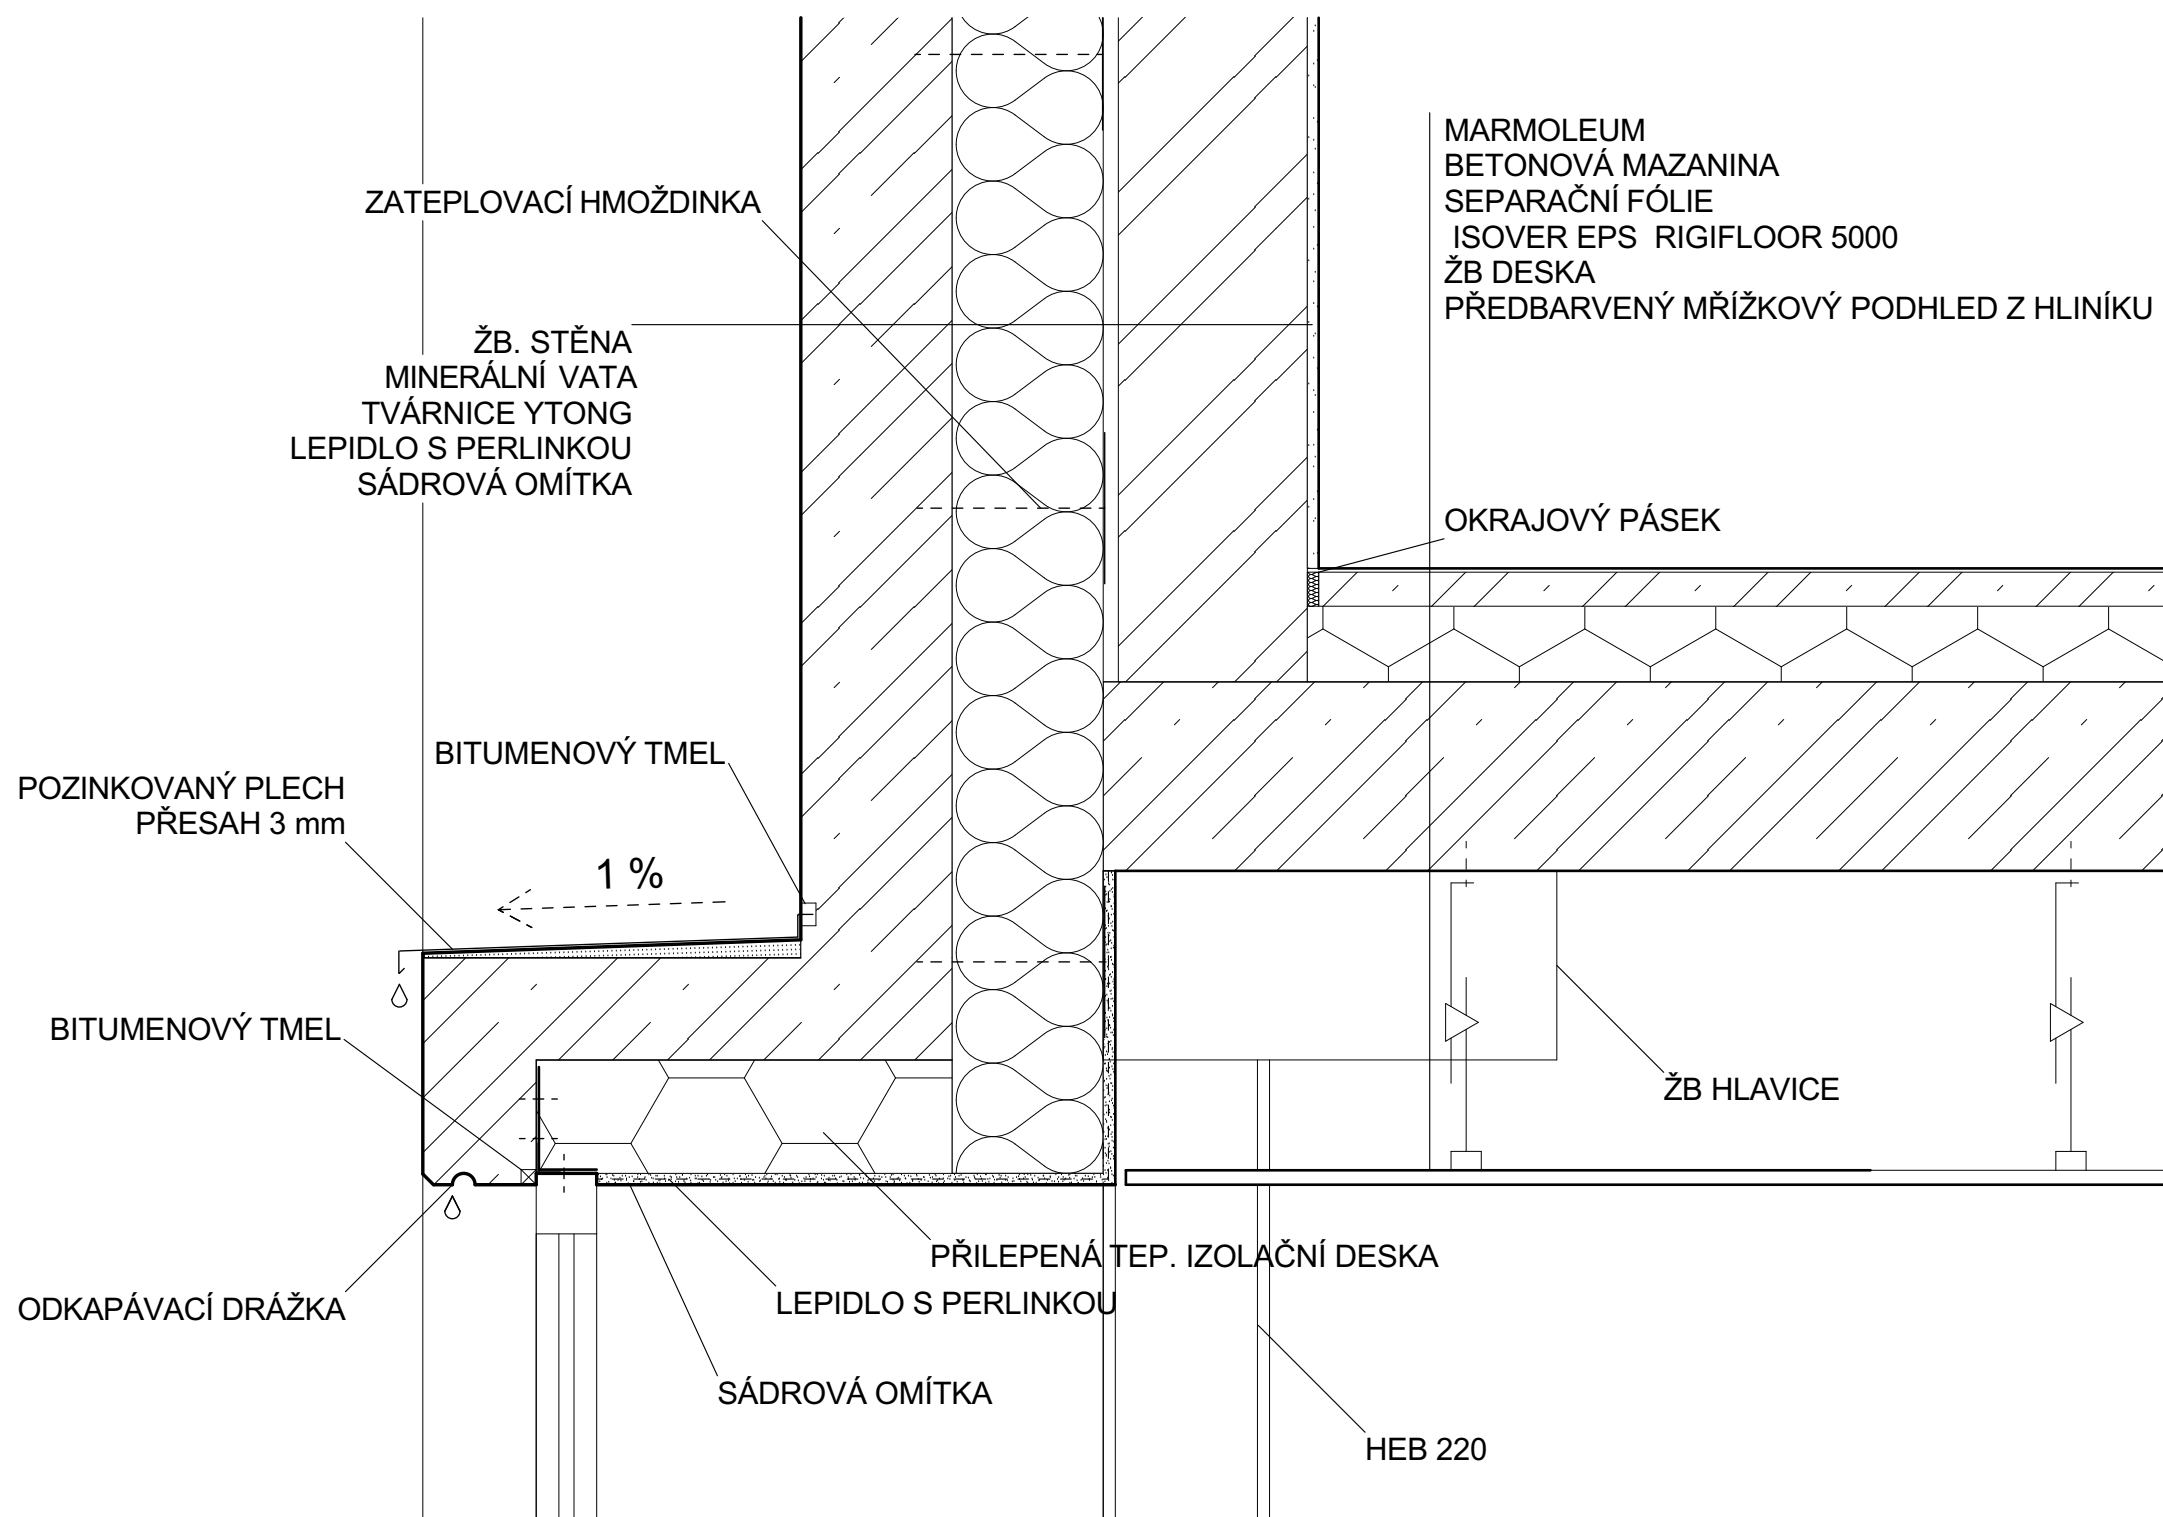 MARMOLEUM
BETONOVÁ MAZANINA
SEPARAČNÍ FÓLIE
ISOVER EPS  RIGIFLOOR 5000
ŽB DESKA
PŘEDBARVENÝ MŘÍŽKOVÝ PODHLED Z HLINÍKU
ZATEPLOVACÍ HMOŽDINKA
ŽB. STĚNA
MINERÁLNÍ  VATA
TVÁRNICE YTONG
LEPIDLO S PERLINKOU
SÁDROVÁ OMÍTKA
OKRAJOVÝ PÁSEK
BITUMENOVÝ TMEL
POZINKOVANÝ PLECH
PŘESAH 3 mm
1 %
BITUMENOVÝ TMEL
ŽB HLAVICE
PŘILEPENÁ TEP. IZOLAČNÍ DESKA
LEPIDLO S PERLINKOU
ODKAPÁVACÍ DRÁŽKA
SÁDROVÁ OMÍTKA
HEB 220